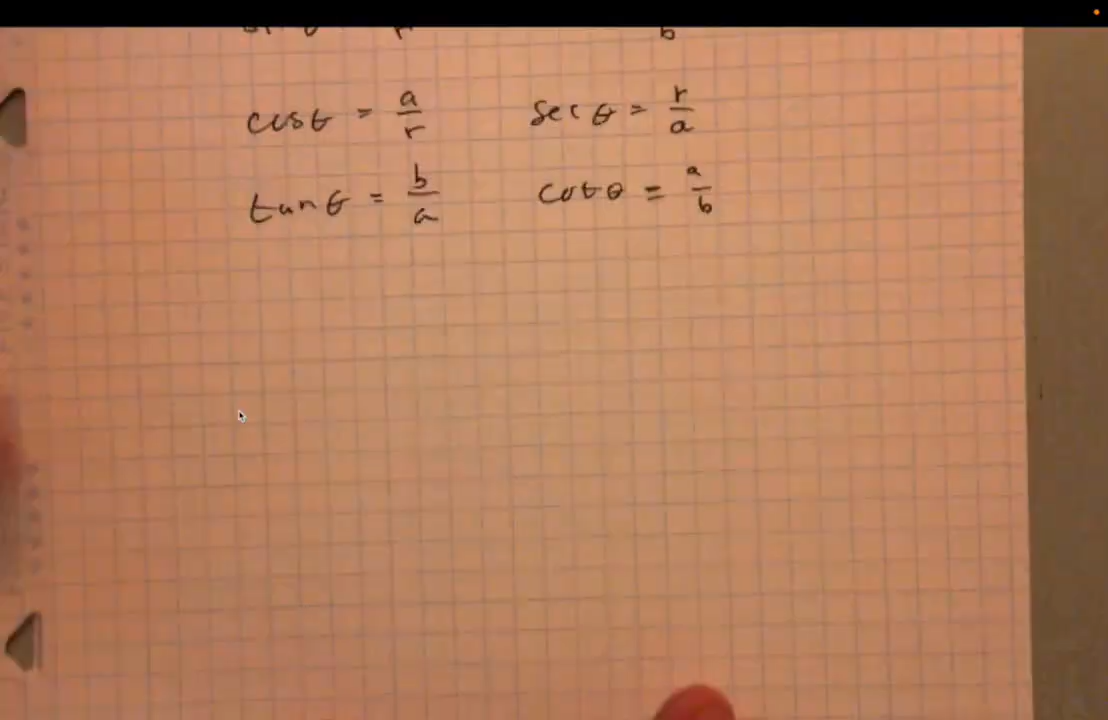 cosθ = a/r secθ = r/a
tanθ = b/a cotθ = a/b